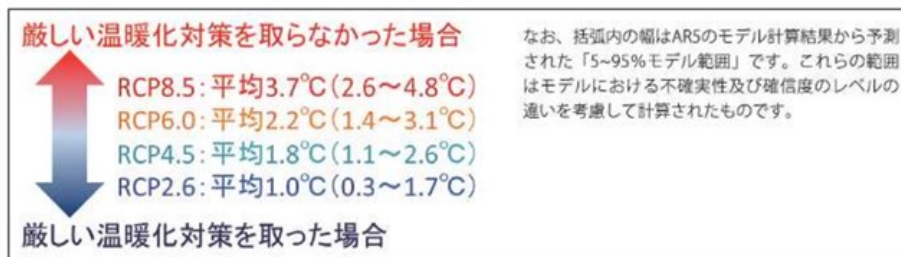 厳しい温暖化対策を取らなかった場合
RCP8.5:平均3.7℃(2.6～4.8℃)
RCP6.0:平均2.2℃(1.4～3.1℃)
RCP4.5:平均1.8℃(1.1～2.6℃)
RCP2.6:平均1.0℃(0.3～1.7℃)
厳しい温暖化対策を取った場合
なお、括弧内の幅はAR5のモデル計算結果から予測
された「5~95%モデル範囲」です。これらの範囲
はモデルにおける不確実性及び確信度のレベルの
違いを考慮して計算されたものです。